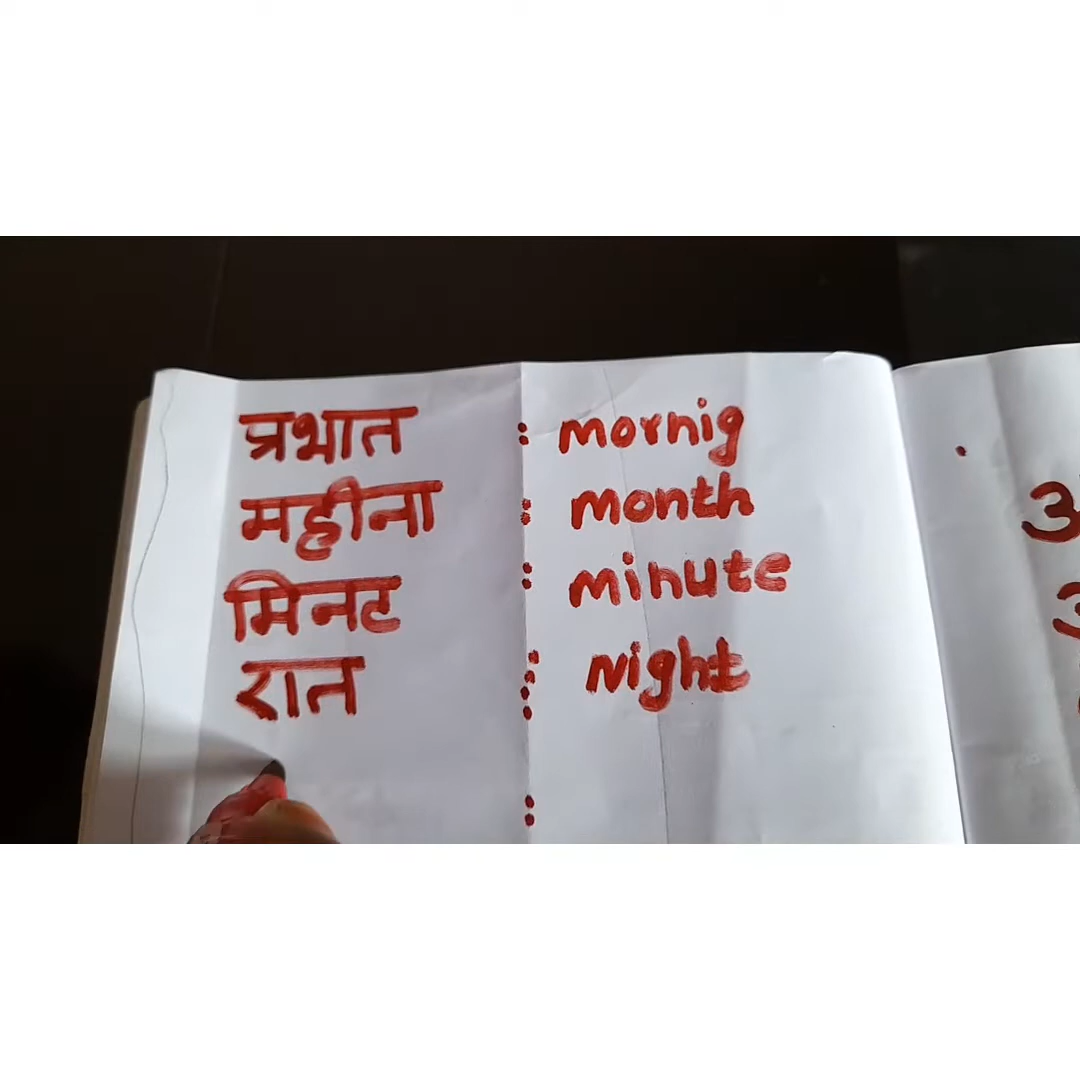 प्रभात : mornig
महीना : month
मिनट : minute
रात : Night
: